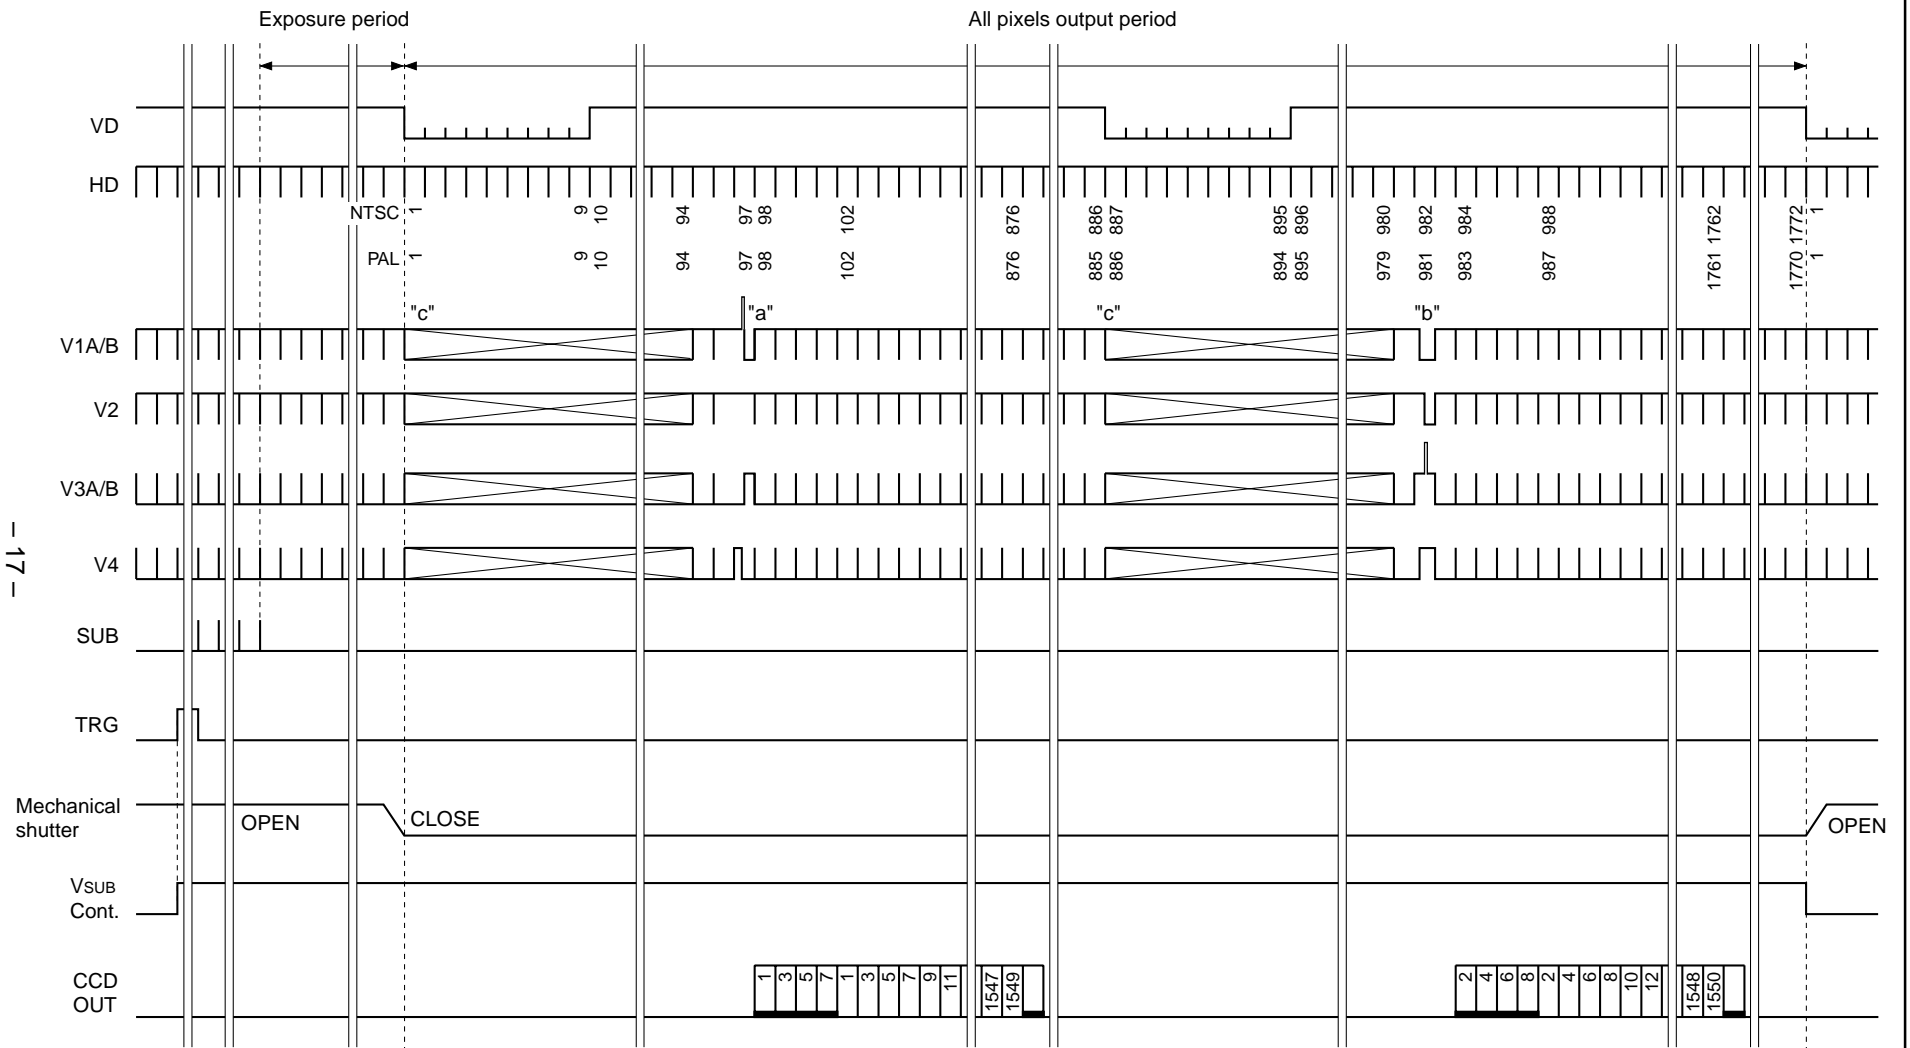 Exposure period
All pixels output period
VD
HD
NTSC 1 9 10 94 97 98 102 876 886 887 895 896 980 982 984 988 1762 1772 1
PAL 1 9 10 94 97 98 102 876 885 886 894 895 979 981 983 987 1761 1770 1
"c" "a" "c" "b"
V1A/B
V2
V3A/B
V4
SUB
TRG
Mechanical
shutter
OPEN CLOSE OPEN
VSUB
Cont.
CCD
OUT
1 3 5 7 1 3 5 7 9 11 1547 1549 2 4 6 8 2 4 6 8 10 12 1548 1550
– 17 –